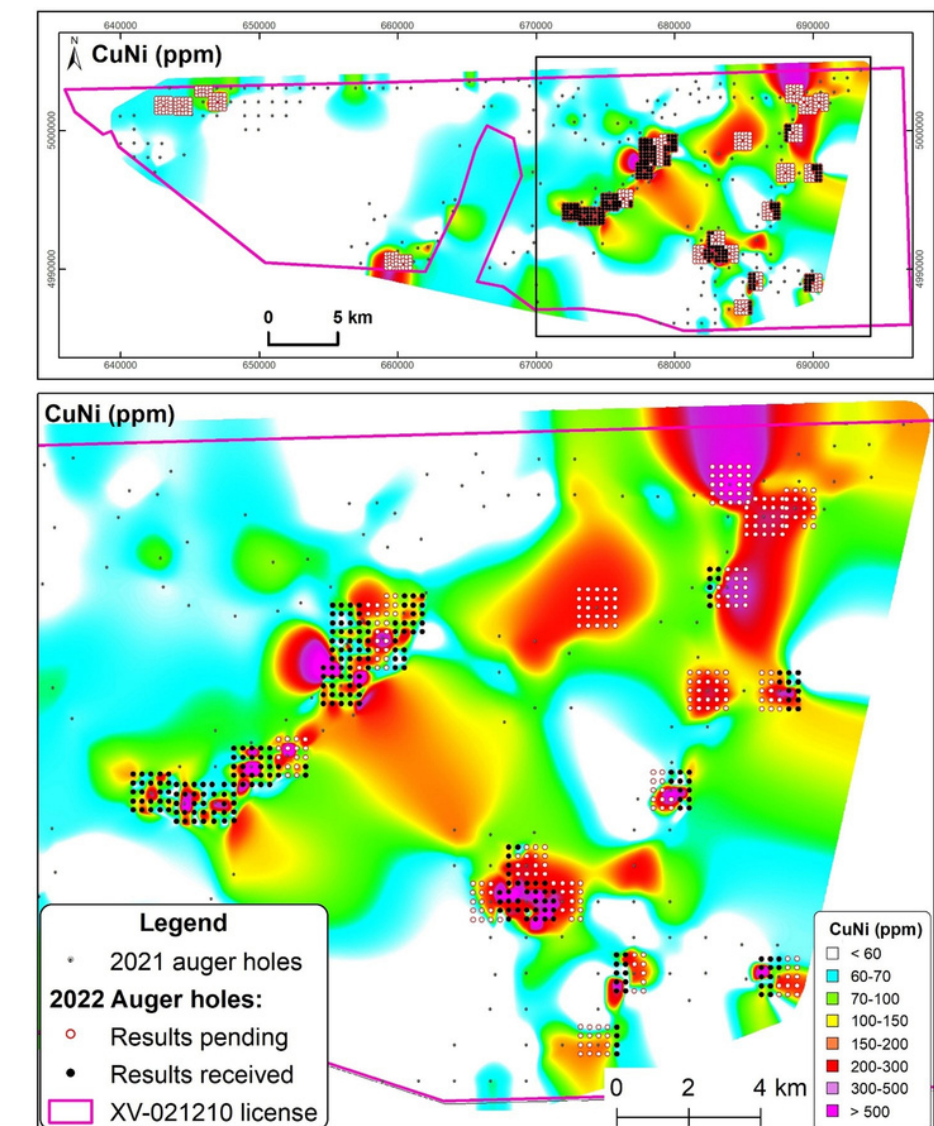 640000 650000 660000 670000 680000 690000
N
CuNi (ppm)
5000000 5000000
4990000 4990000
0 5 km
640000 650000 660000 670000 680000 690000
CuNi (ppm)
Legend
2021 auger holes
2022 Auger holes:
Results pending
Results received
XV-021210 license
CuNi (ppm)
< 60
60-70
70-100
100-150
150-200
200-300
300-500
> 500
0 2 4 km